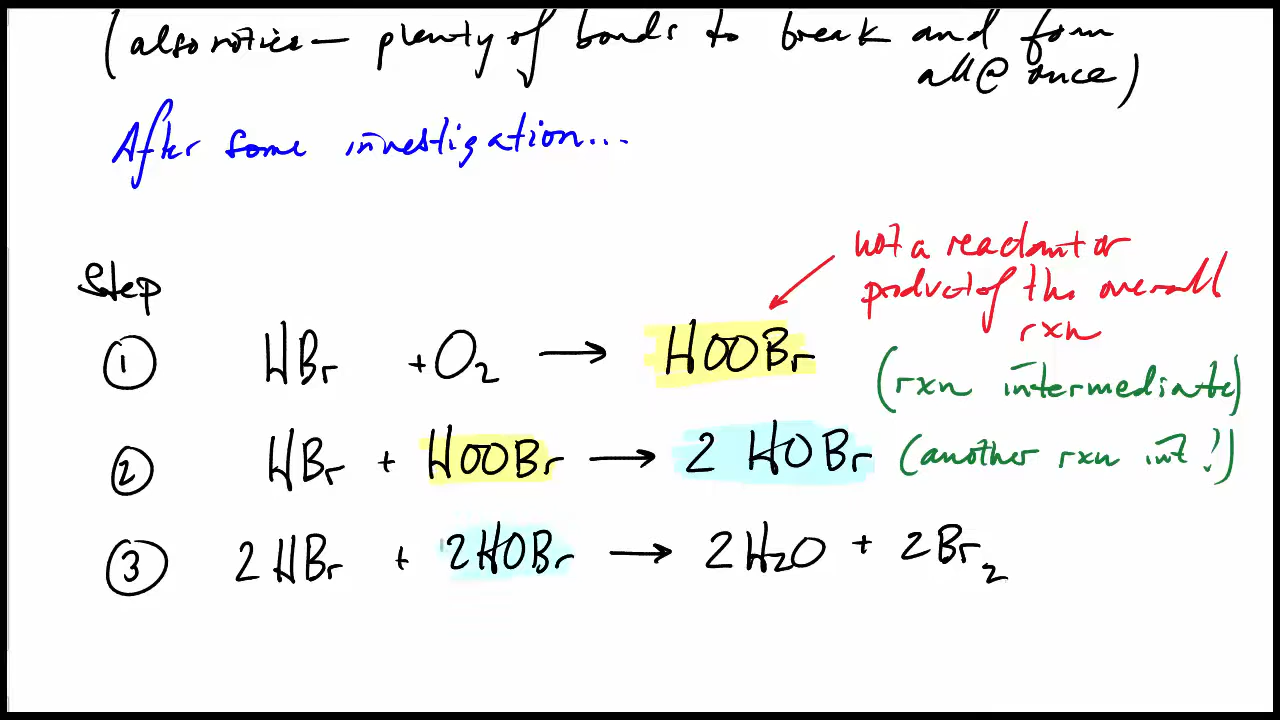 (also notice — plenty of bonds to break and form
all @ once)
After some investigation...
not a reactant or
product of the overall
rxn
Step
① HBr + O₂ → HOOBr
(rxn intermediate)
② HBr + HOOBr → 2 HOBr (another rxn int!)
③ 2HBr + 2HOBr → 2H₂O + 2Br₂